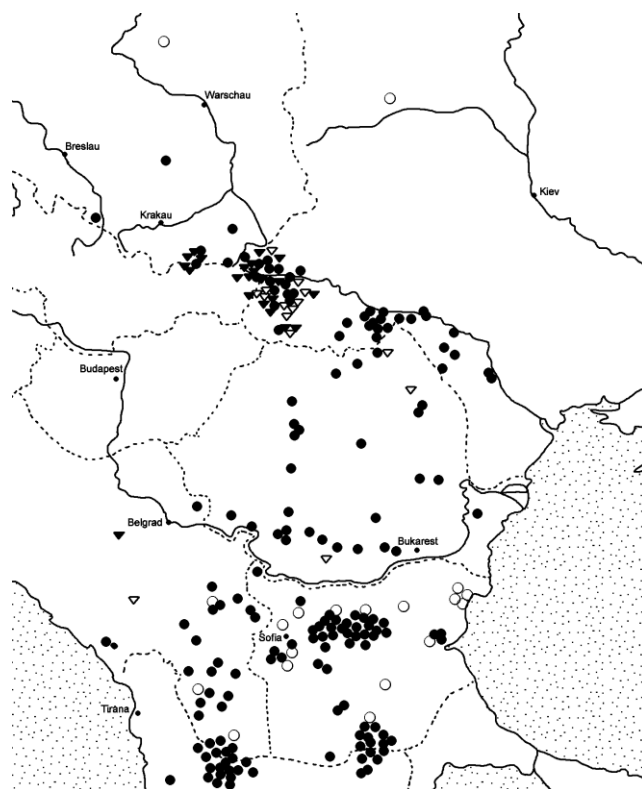 Warschau
Breslau
Kiev
Krakau
Budapest
Belgrad
Bukarest
Sofia
Tirana